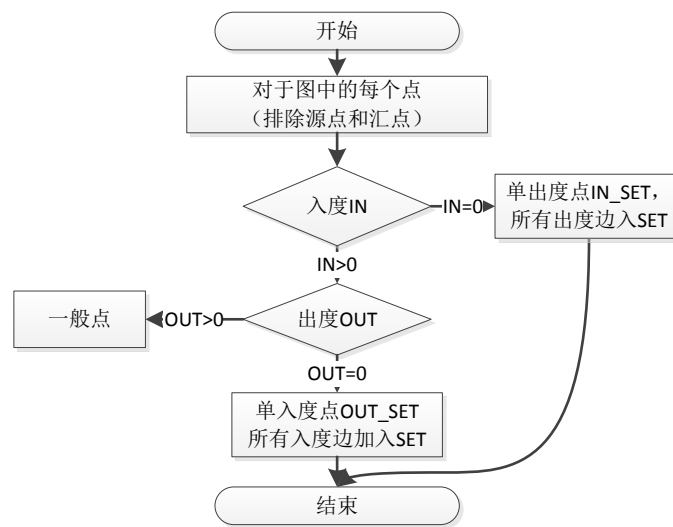 开始
对于图中的每个点
（排除源点和汇点）
入度IN
IN=0
单出度点IN_SET，
所有出度边入SET
IN>0
一般点
OUT>0
出度OUT
OUT=0
单入度点OUT_SET
所有入度边加入SET
结束